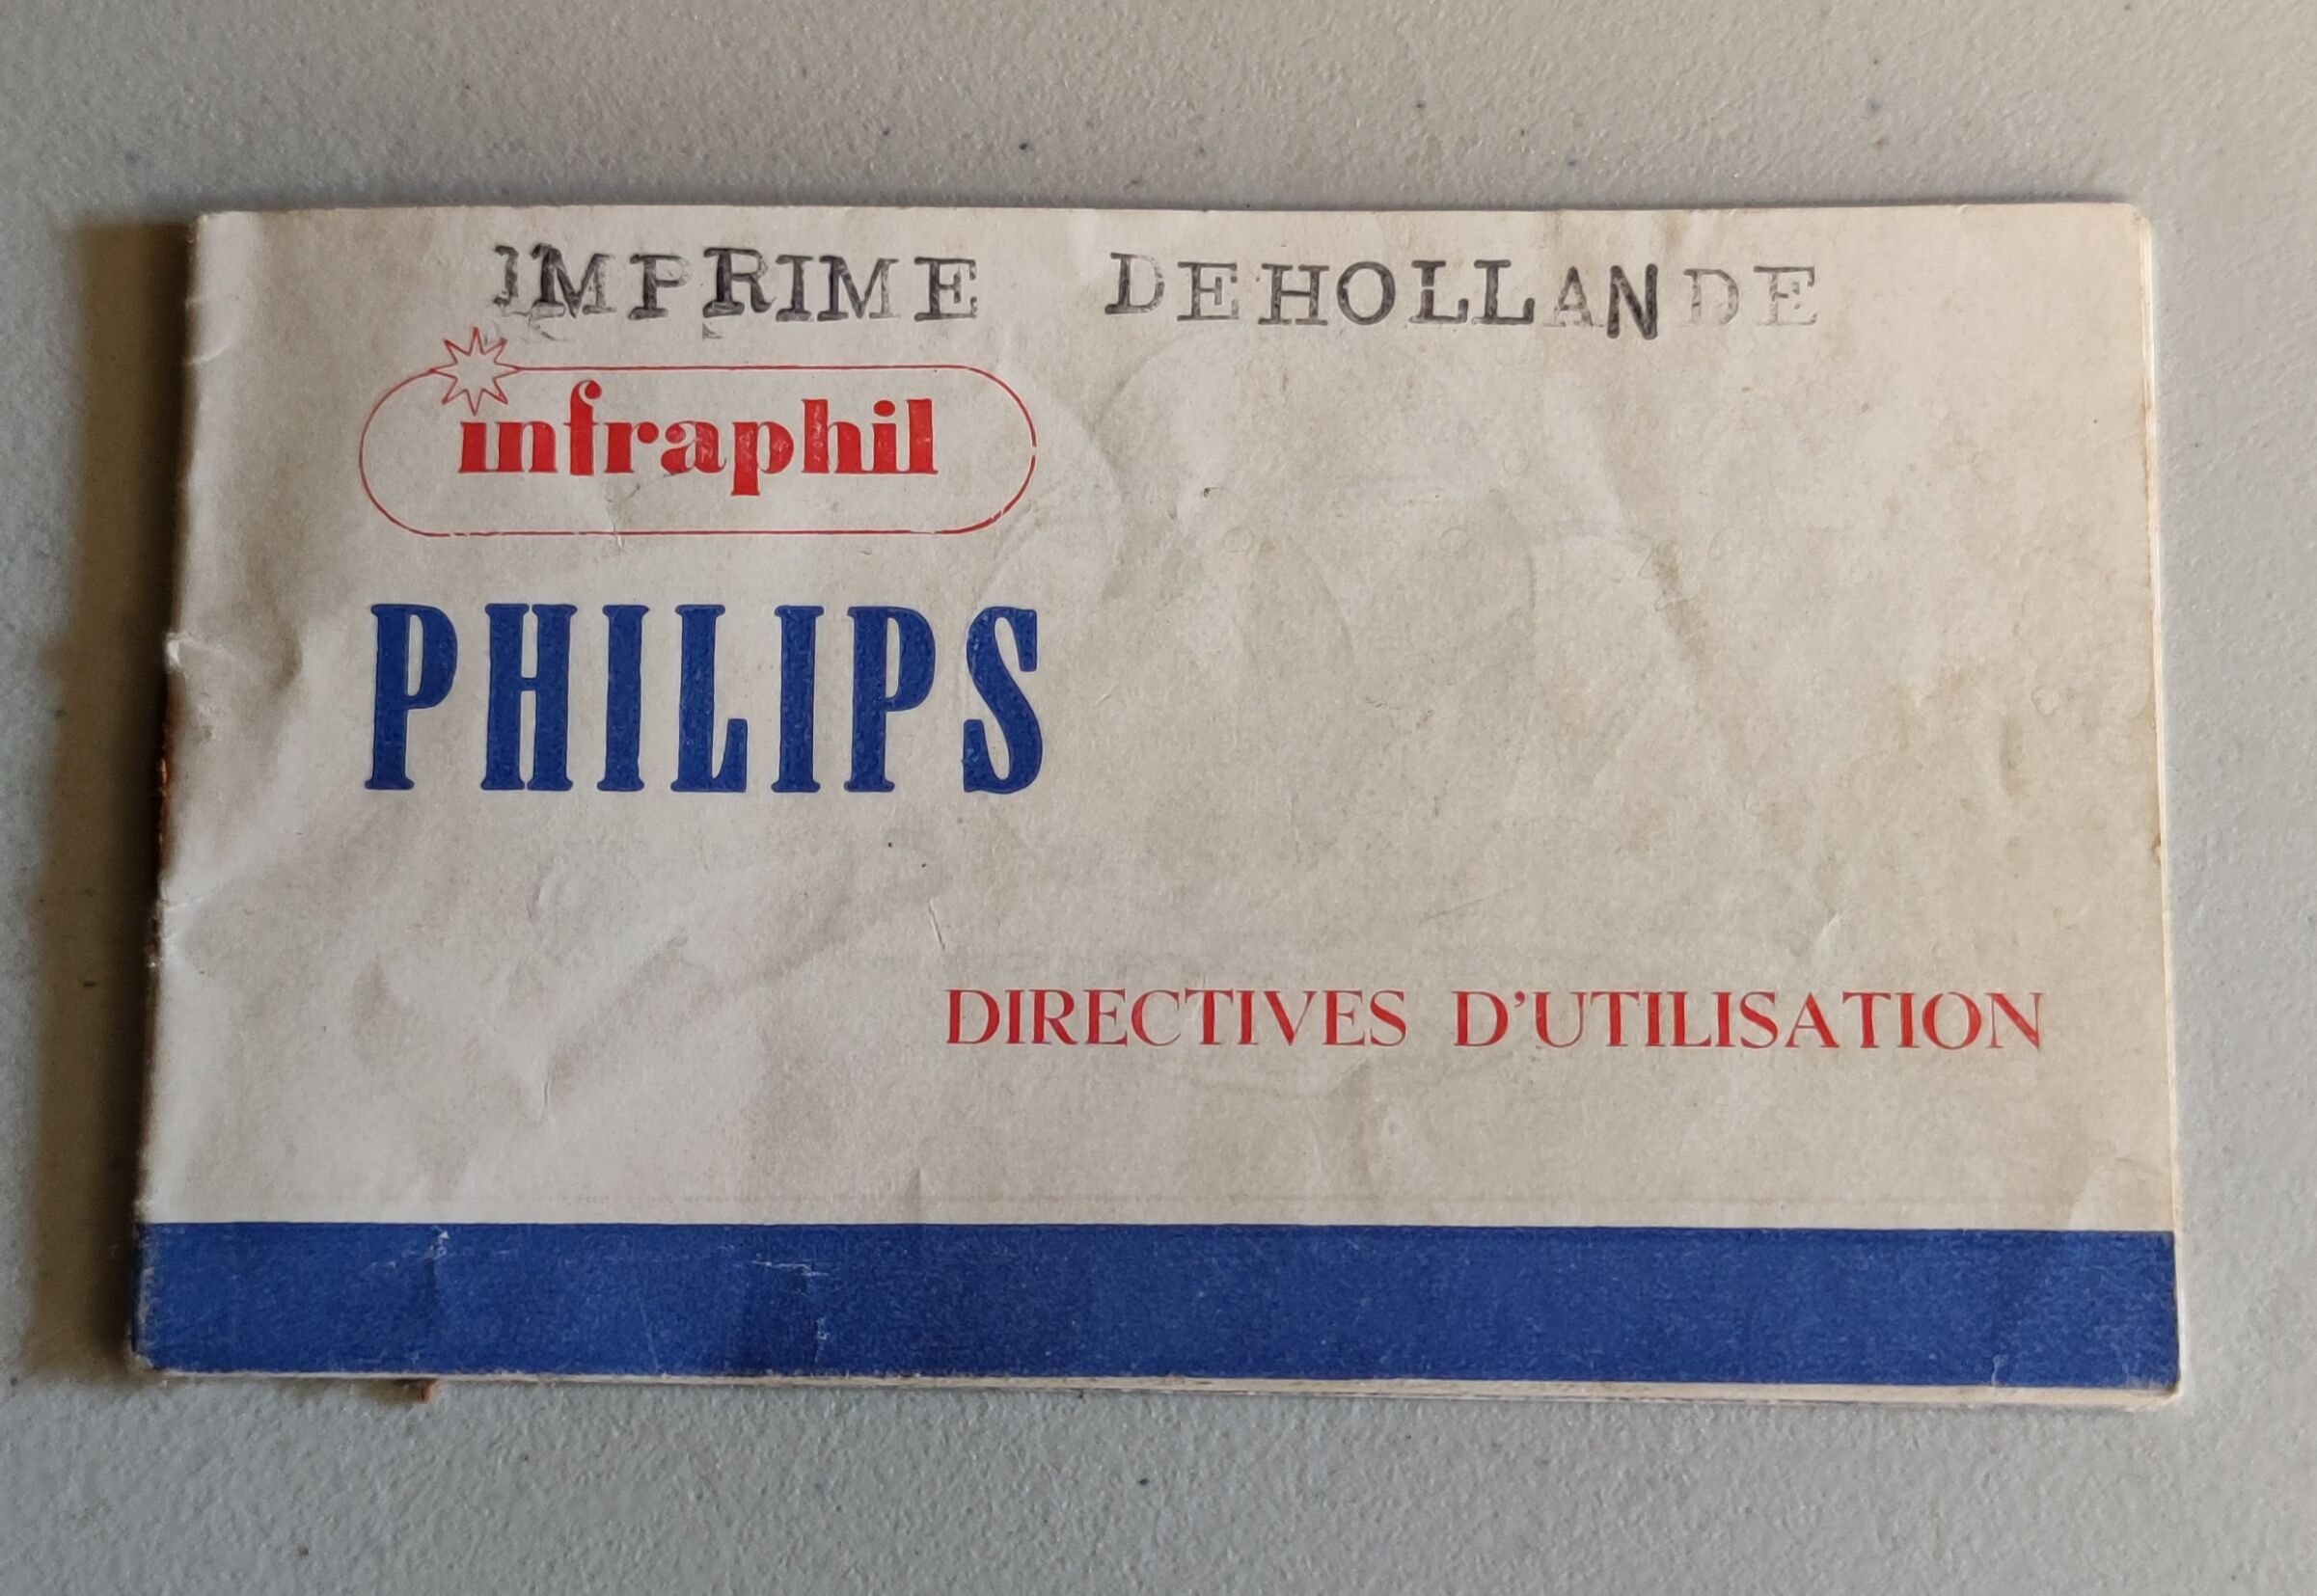 IMPRIME DEHOLLANDE
infraphil
PHILIPS
DIRECTIVES D'UTILISATION